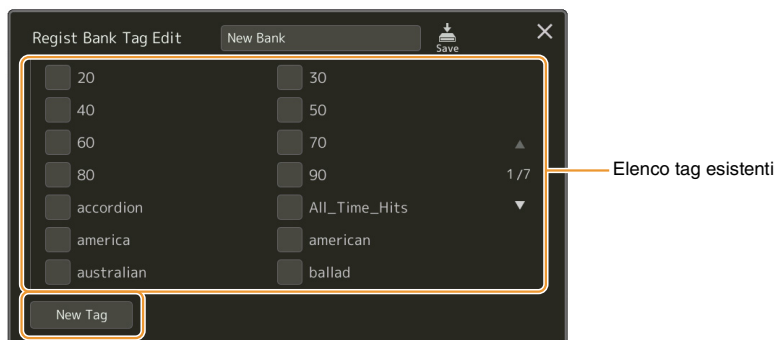 Regist Bank Tag Edit New Bank Save
20 30
40 50
60 70
80 90 1/7
accordion All_Time_Hits
america american
australian ballad
New Tag
Elenco tag esistenti